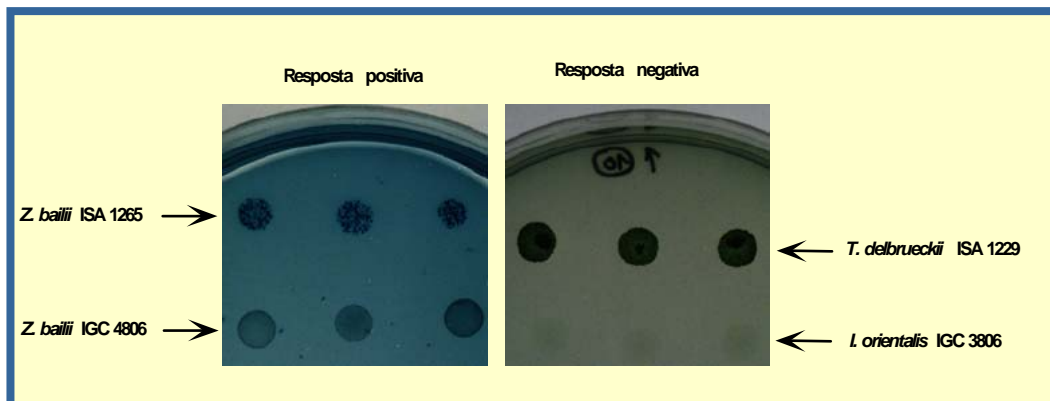 Resposta positiva
Resposta negativa
Z. bailii ISA 1265
Z. bailii IGC 4806
T. delbrueckii ISA 1229
I. orientalis IGC 3806